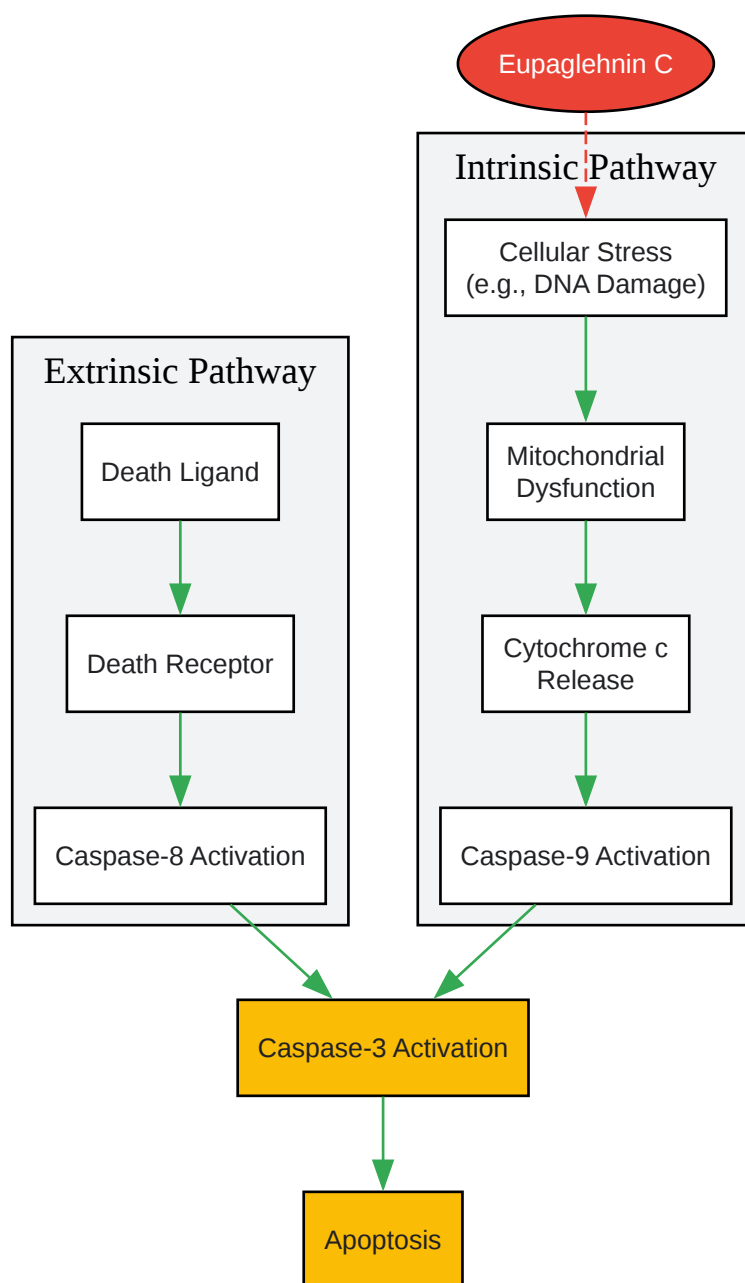 Eupaglehnin C
Intrinsic Pathway
Cellular Stress
(e.g., DNA Damage)
Mitochondrial
Dysfunction
Cytochrome c
Release
Caspase-9 Activation
Extrinsic Pathway
Death Ligand
Death Receptor
Caspase-8 Activation
Caspase-3 Activation
Apoptosis